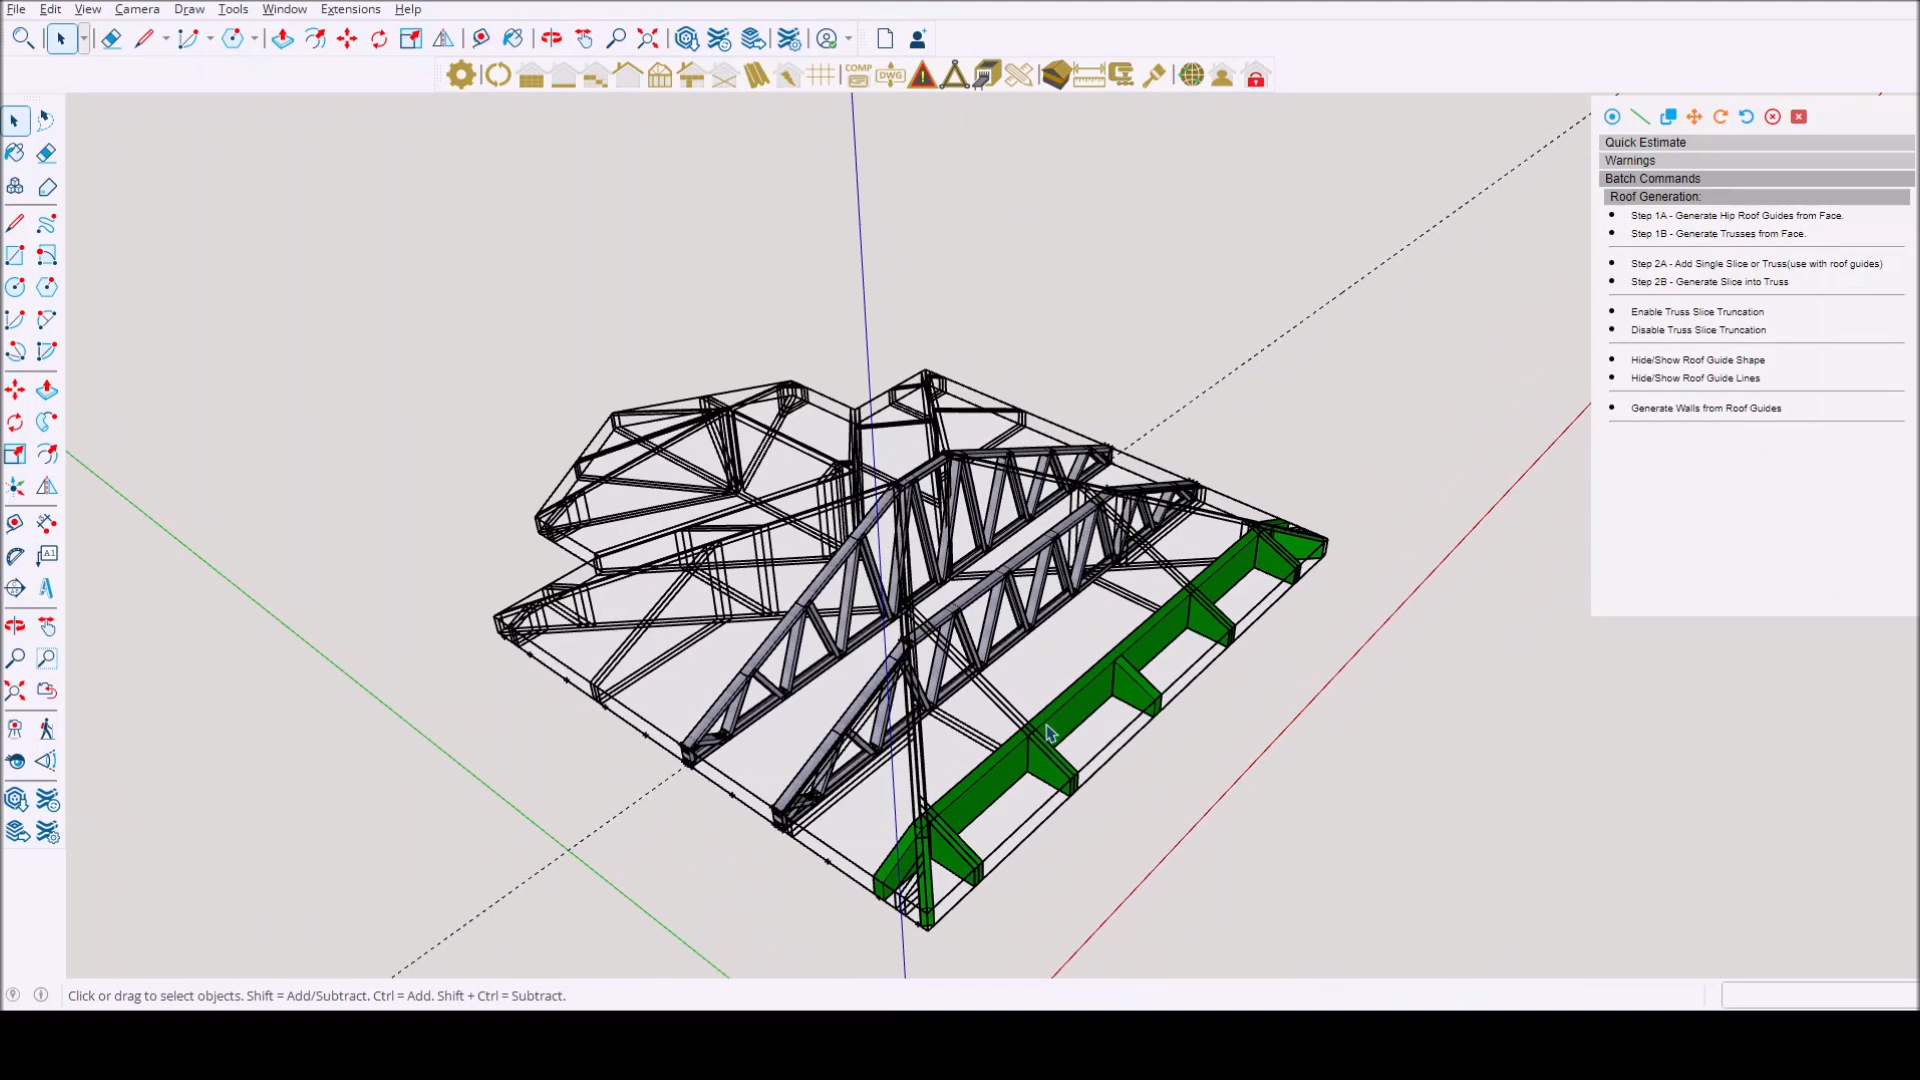 File Edit View Camera Draw Tools Window Extensions Help
COMP
DWG
Quick Estimate
Warnings
Batch Commands
Roof Generation:
Step 1A - Generate Hip Roof Guides from Face.
Step 1B - Generate Trusses from Face.
Step 2A - Add Single Slice or Truss(use with roof guides)
Step 2B - Generate Slice into Truss
Enable Truss Slice Truncation
Disable Truss Slice Truncation
Hide/Show Roof Guide Shape
Hide/Show Roof Guide Lines
Generate Walls from Roof Guides
A1
A
Click or drag to select objects. Shift = Add/Subtract. Ctrl = Add. Shift + Ctrl = Subtract.